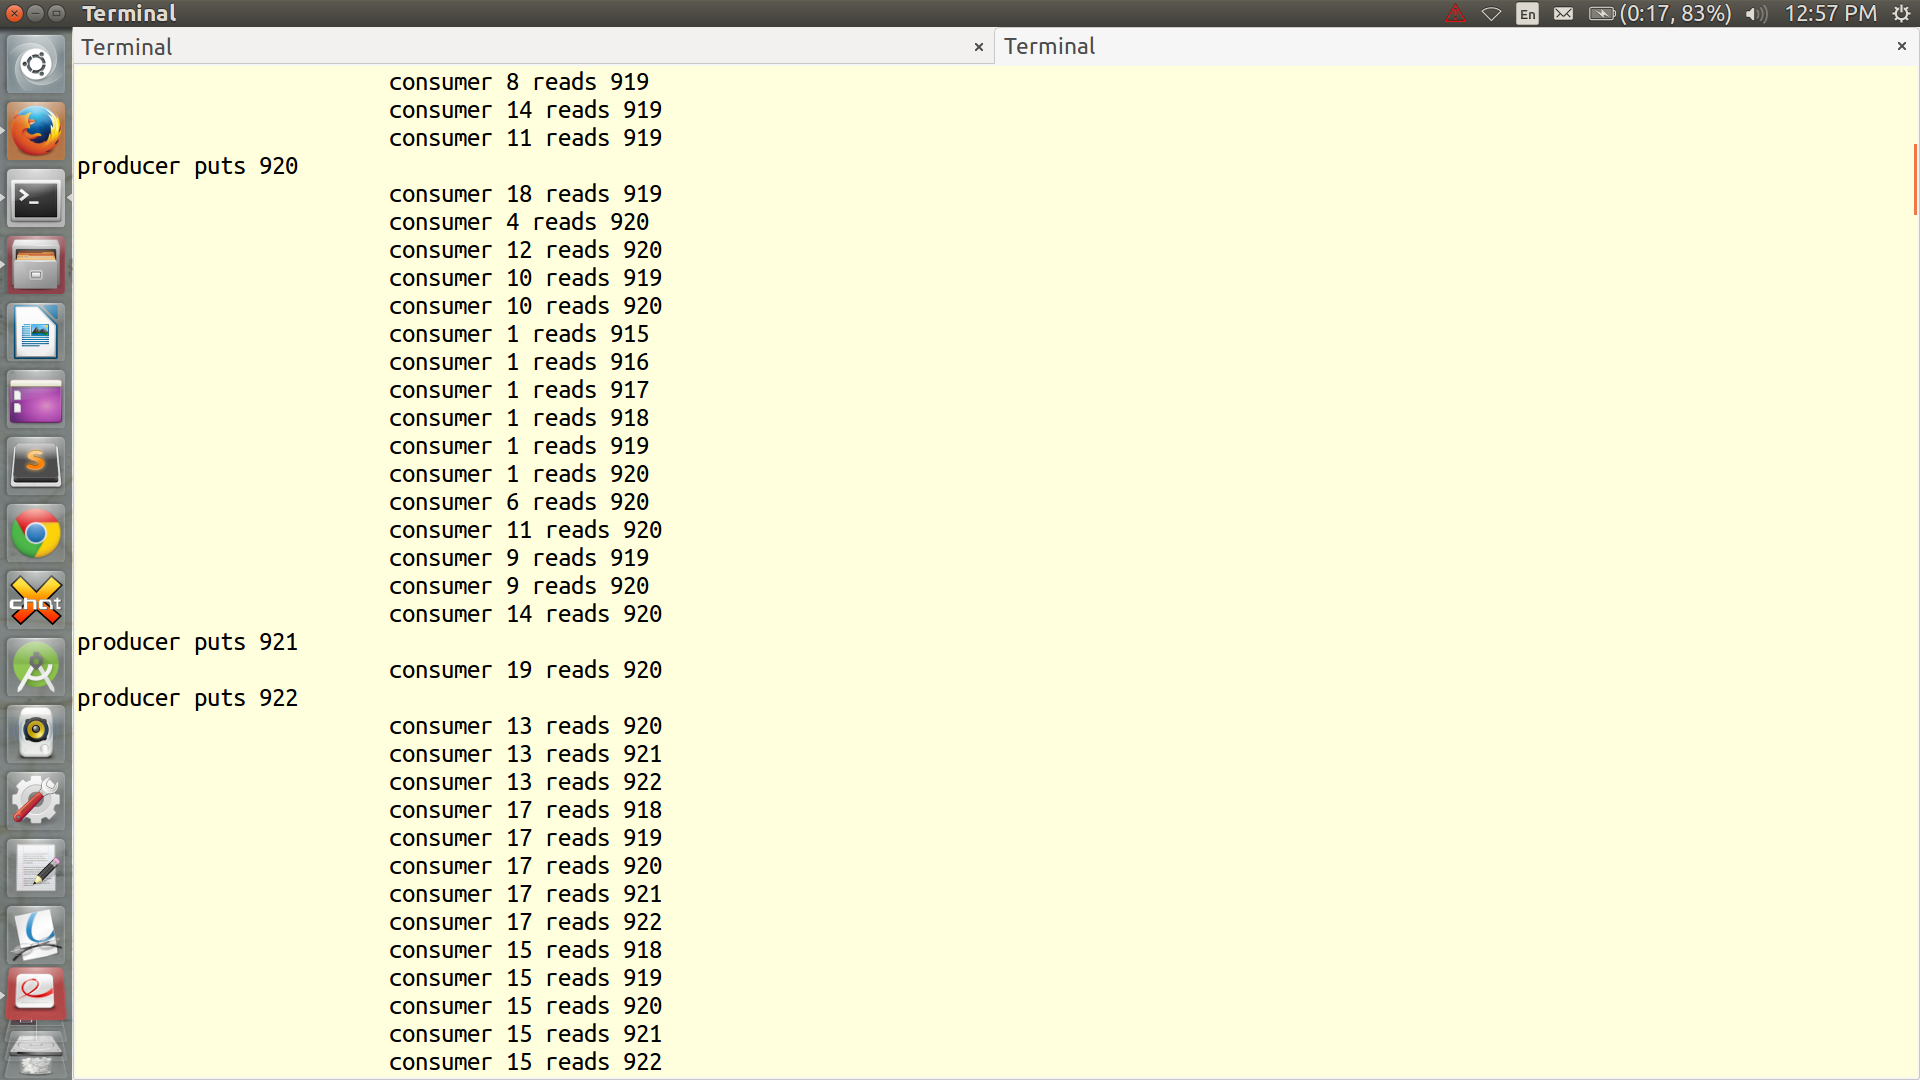 Terminal
En
(0:17, 83%)
12:57 PM
Terminal ×
Terminal ×
consumer 8 reads 919
consumer 14 reads 919
consumer 11 reads 919
producer puts 920
consumer 18 reads 919
consumer 4 reads 920
consumer 12 reads 920
consumer 10 reads 919
consumer 10 reads 920
consumer 1 reads 915
consumer 1 reads 916
consumer 1 reads 917
consumer 1 reads 918
consumer 1 reads 919
consumer 1 reads 920
consumer 6 reads 920
consumer 11 reads 920
consumer 9 reads 919
consumer 9 reads 920
consumer 14 reads 920
producer puts 921
consumer 19 reads 920
producer puts 922
consumer 13 reads 920
consumer 13 reads 921
consumer 13 reads 922
consumer 17 reads 918
consumer 17 reads 919
consumer 17 reads 920
consumer 17 reads 921
consumer 17 reads 922
consumer 15 reads 918
consumer 15 reads 919
consumer 15 reads 920
consumer 15 reads 921
consumer 15 reads 922
>_
S
chat